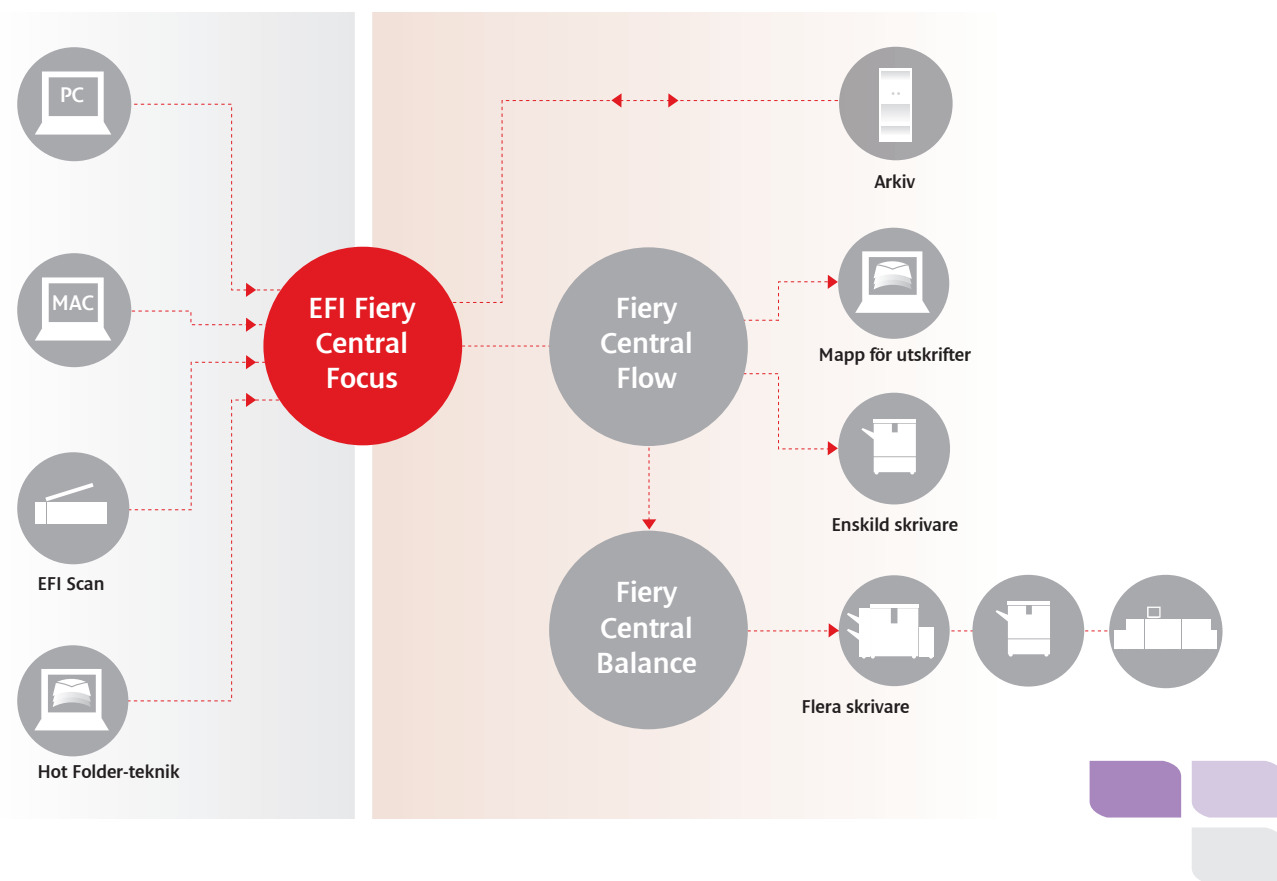 PC
MAC
EFI Scan
Hot Folder-teknik
EFI Fiery
Central
Focus
Fiery
Central
Flow
Fiery
Central
Balance
Arkiv
Mapp för utskrifter
Enskild skrivare
Flera skrivare